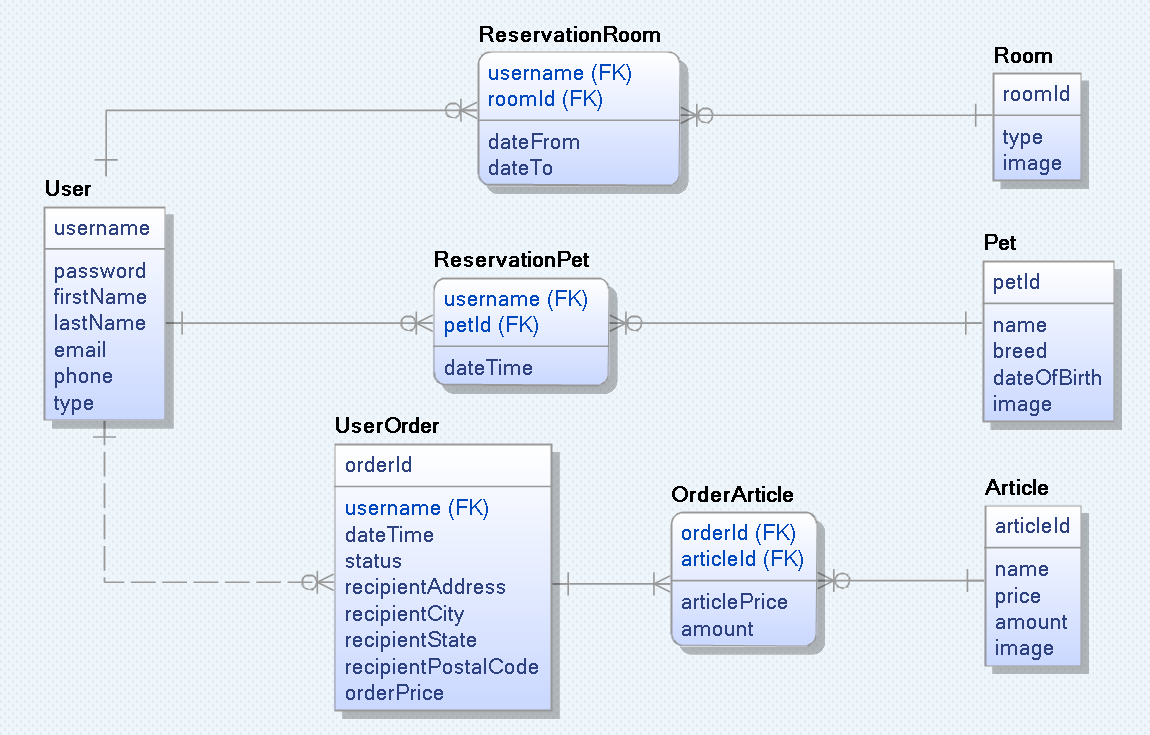 ReservationRoom
username (FK)
roomId (FK)
dateFrom
dateTo
Room
roomId
type
image
User
username
password
firstName
lastName
email
phone
type
ReservationPet
username (FK)
petId (FK)
dateTime
Pet
petId
name
breed
dateOfBirth
image
UserOrder
orderId
username (FK)
dateTime
status
recipientAddress
recipientCity
recipientState
recipientPostalCode
orderPrice
OrderArticle
orderId (FK)
articleId (FK)
articlePrice
amount
Article
articleId
name
price
amount
image